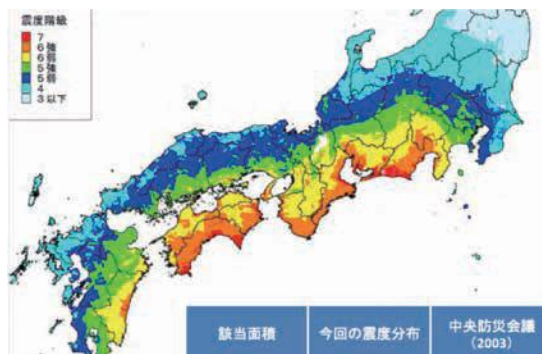 震度階級
7
6強
6弱
5強
5弱
4
3以下
該当面積
今回の震度分布
中央防災会議
(2003)